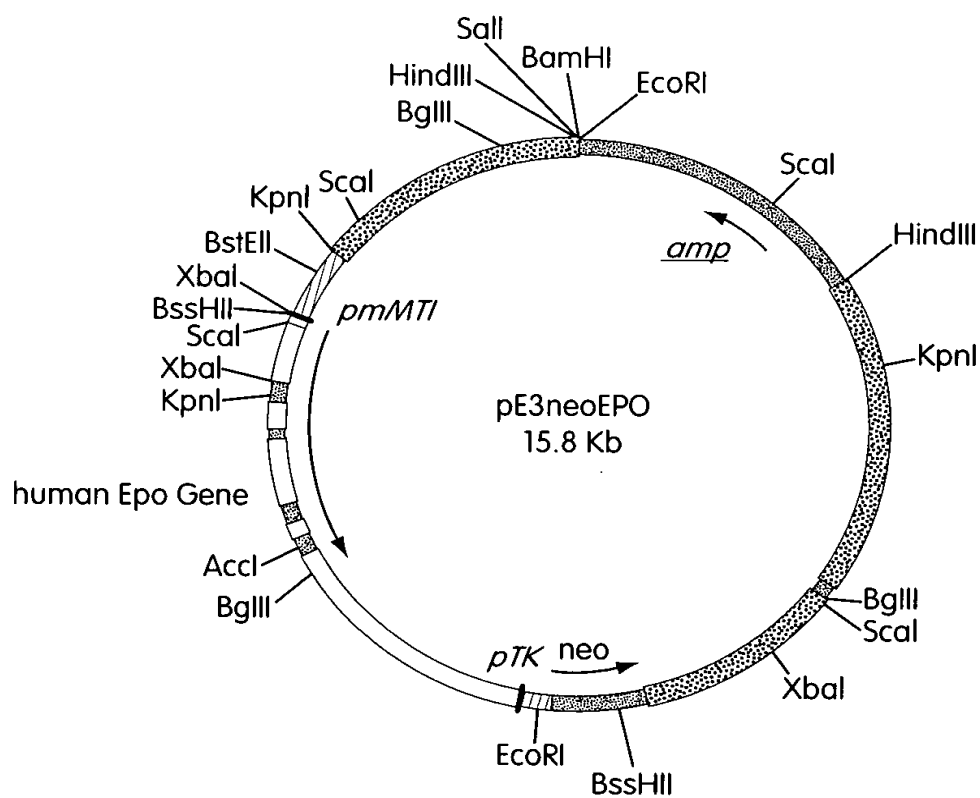 SalI
BamHI
HindIII
EcoRI
BglII
ScaI
ScaI
KpnI
BstEII
HindIII
amp
XbaI
BssHII
pmMTI
ScaI
KpnI
XbaI
KpnI
pE3neoEPO
15.8 Kb
human Epo Gene
AccI
BglII
BglII
ScaI
pTK neo
XbaI
EcoRI
BssHII